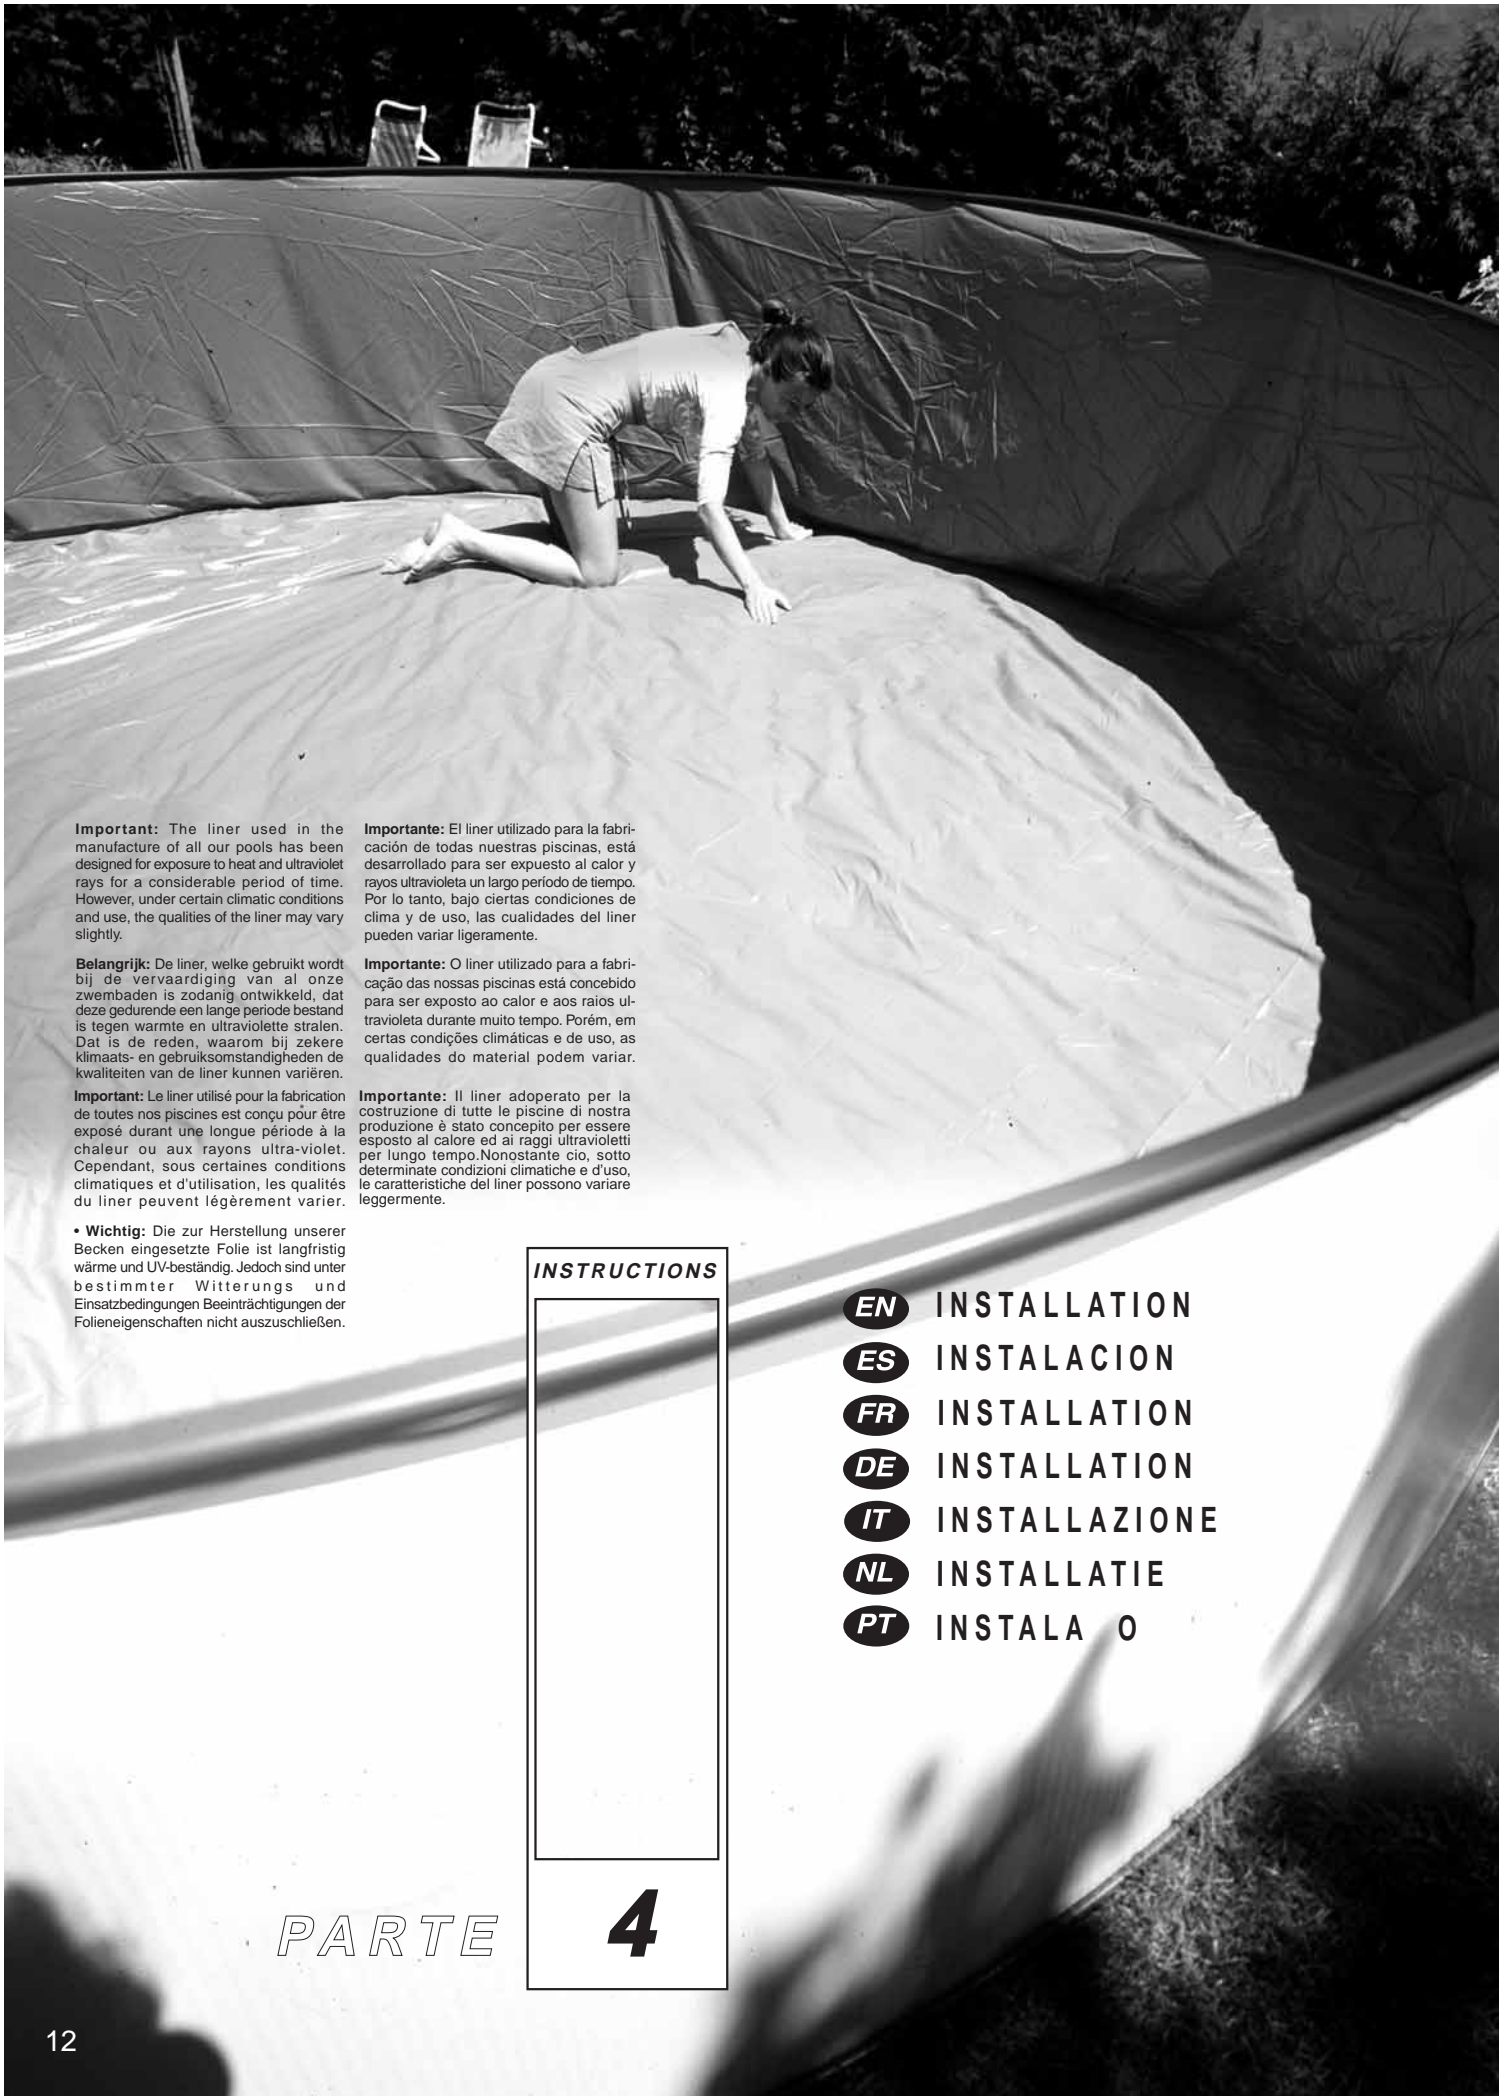 Important: The liner used in the
manufacture of all our pools has been
designed for exposure to heat and ultraviolet
rays for a considerable period of time.
However, under certain climatic conditions
and use, the qualities of the liner may vary
slightly.
Belangrijk: De liner, welke gebruikt wordt
bij de vervaardiging van al onze
zwembaden is zodanig ontwikkeld, dat
deze gedurende een lange periode bestand
is tegen warmte en ultraviolette stralen.
Dat is de reden, waarom bij zekere
klimaats- en gebruiksomstandigheden de
kwaliteiten van de liner kunnen variëren.
Important: Le liner utilisé pour la fabrication
de toutes nos piscines est conçu pour être
exposé durant une longue période à la
chaleur ou aux rayons ultra-violet.
Cependant, sous certaines conditions
climatiques et d'utilisation, les qualités
du liner peuvent légèrement varier.
• Wichtig: Die zur Herstellung unserer
Becken eingesetzte Folie ist langfristig
wärme und UV-beständig. Jedoch sind unter
bestimmter Witterungs und
Einsatzbedingungen Beeinträchtigungen der
Folieneigenschaften nicht auszuschließen.
Importante: El liner utilizado para la fabri-
cación de todas nuestras piscinas, está
desarrollado para ser expuesto al calor y
rayos ultravioleta un largo período de tiempo.
Por lo tanto, bajo ciertas condiciones de
clima y de uso, las cualidades del liner
pueden variar ligeramente.
Importante: O liner utilizado para a fabri-
cação das nossas piscinas está concebido
para ser exposto ao calor e aos raios ul-
travioleta durante muito tempo. Porém, em
certas condições climáticas e de uso, as
qualidades do material podem variar.
Importante: Il liner adoperato per la
costruzione di tutte le piscine di nostra
produzione è stato concepito per essere
esposto al calore ed ai raggi ultravioletti
per lungo tempo.Nonostante cio, sotto
determinate condizioni climatiche e d'uso,
le caratteristiche del liner possono variare
leggermente.
INSTRUCTIONS
EN INSTALLATION
ES INSTALACION
FR INSTALLATION
DE INSTALLATION
IT INSTALLAZIONE
NL INSTALLATIE
PT INSTALA O
PARTE 4
12